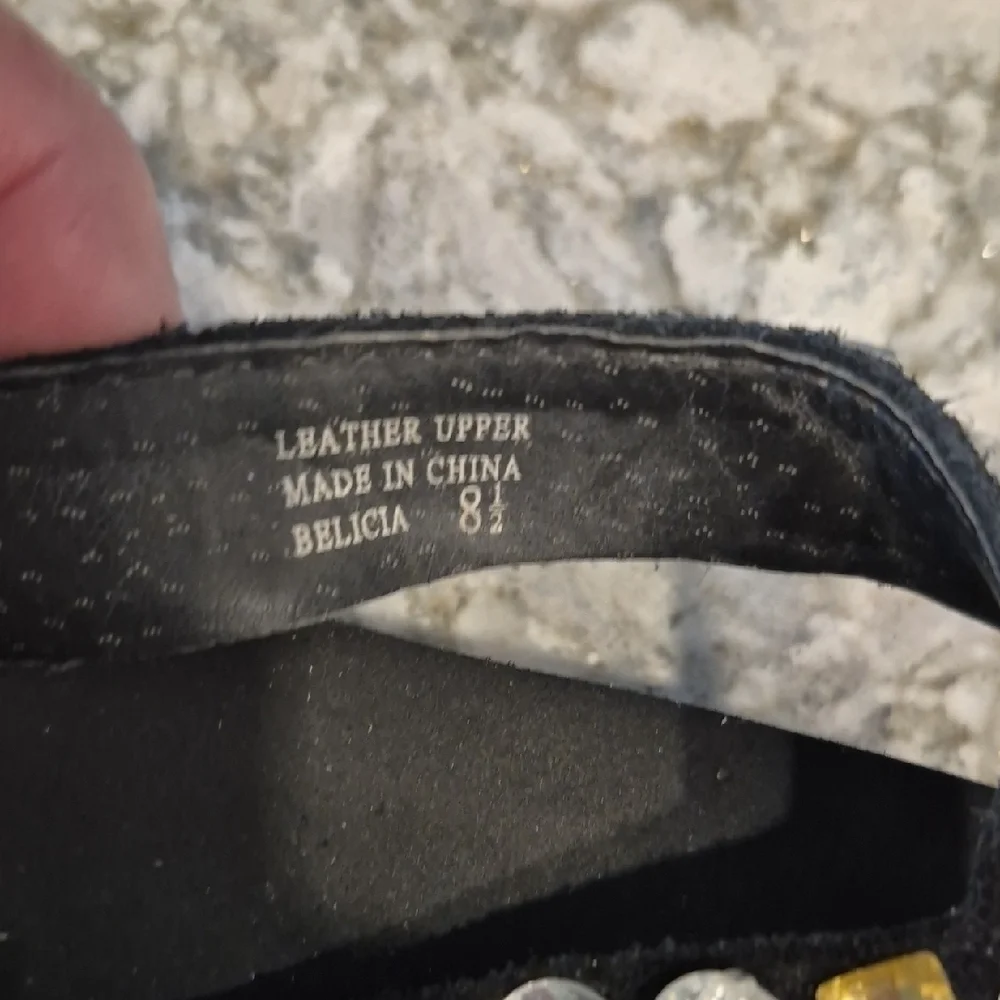 LEATHER UPPER
MADE IN CHINA
BELICIA 8½